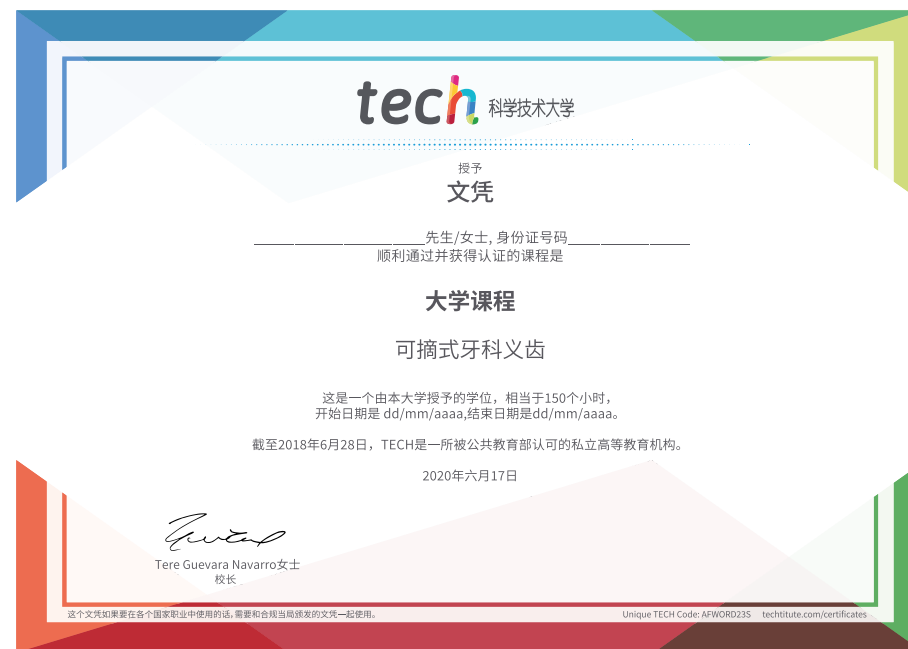 tech 科学技术大学
授予
文凭
先生/女士, 身份证号码
顺利通过并获得认证的课程是
大学课程
可摘式牙科义齿
这是一个由本大学授予的学位，相当于150个小时，
开始日期是 dd/mm/aaaa,结束日期是dd/mm/aaaa。
截至2018年6月28日，TECH是一所被公共教育部认可的私立高等教育机构。
2020年六月17日
Tere Guevara Navarro女士
校长
这个文凭如果要在各个国家职业中使用的话,需要和合规当局颁发的文凭一起使用。
Unique TECH Code: AFWORD23S techtitute.com/certificates